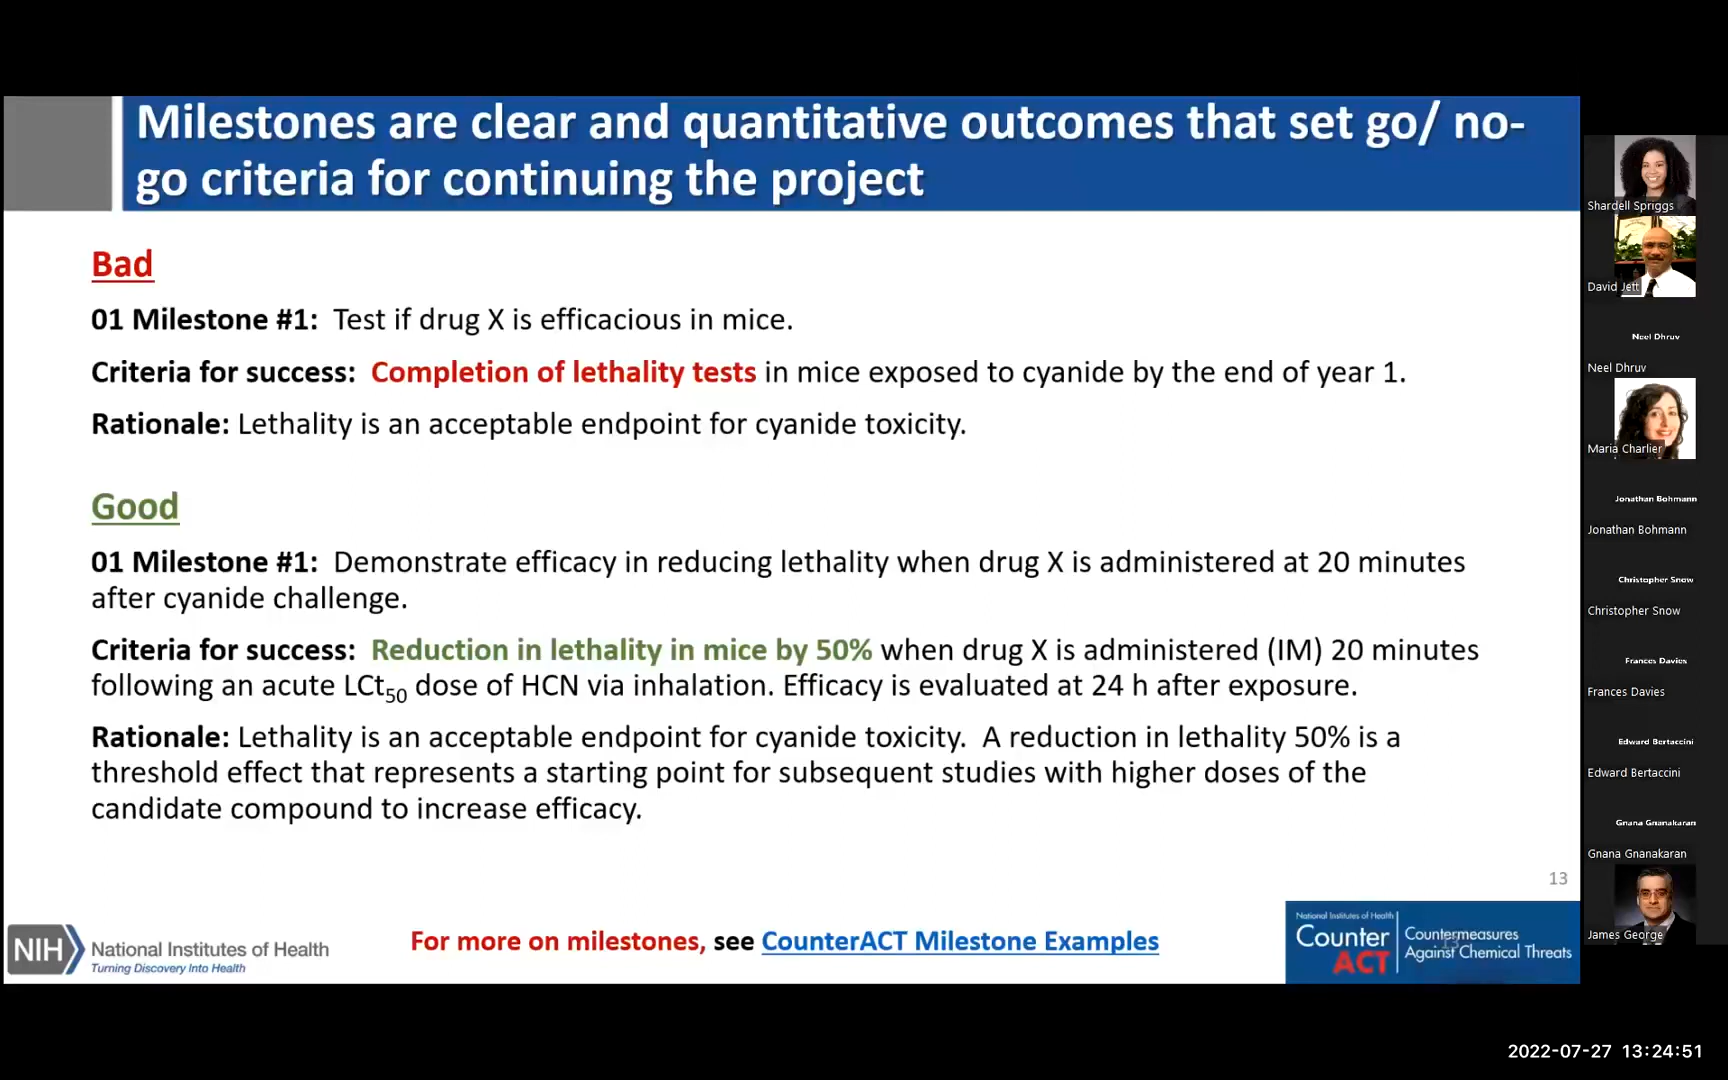 Milestones are clear and quantitative outcomes that set go/ no-
go criteria for continuing the project
Bad
01 Milestone #1: Test if drug X is efficacious in mice.
Criteria for success: Completion of lethality tests in mice exposed to cyanide by the end of year 1.
Rationale: Lethality is an acceptable endpoint for cyanide toxicity.
Good
01 Milestone #1: Demonstrate efficacy in reducing lethality when drug X is administered at 20 minutes
after cyanide challenge.
Criteria for success: Reduction in lethality in mice by 50% when drug X is administered (IM) 20 minutes
following an acute LCt50 dose of HCN via inhalation. Efficacy is evaluated at 24 h after exposure.
Rationale: Lethality is an acceptable endpoint for cyanide toxicity. A reduction in lethality 50% is a
threshold effect that represents a starting point for subsequent studies with higher doses of the
candidate compound to increase efficacy.
13
NIH National Institutes of Health
Turning Discovery Into Health
For more on milestones, see CounterACT Milestone Examples
National Institutes of Health
Counter
ACT
Countermeasures
Against Chemical Threats
Shardell Spriggs
David Jett
Neel Dhruv
Neel Dhruv
Maria Charlier
Jonathan Bohmann
Jonathan Bohmann
Christopher Snow
Christopher Snow
Frances Davies
Frances Davies
Edward Bertaccini
Edward Bertaccini
Gnana Gnanakaran
Gnana Gnanakaran
James George
2022-07-27 13:24:51